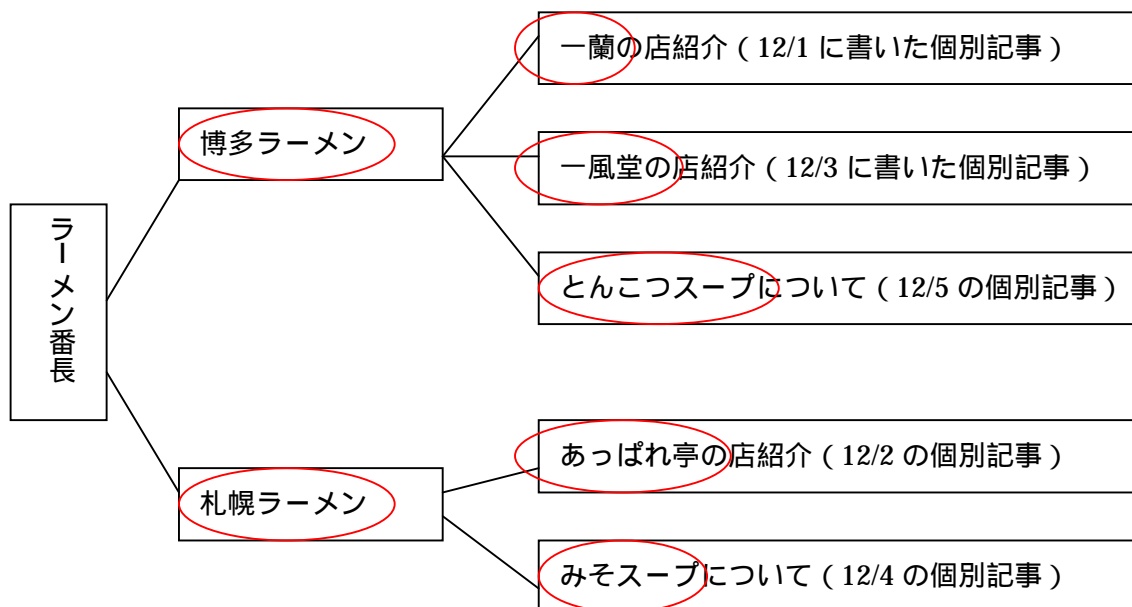 一蘭の店紹介（12/1 に書いた個別記事）
博多ラーメン
一風堂の店紹介（12/3 に書いた個別記事）
ラーメン番長
とんこつスープについて（12/5 の個別記事）
あっぱれ亭の店紹介（12/2 の個別記事）
札幌ラーメン
みそスープについて（12/4 の個別記事）